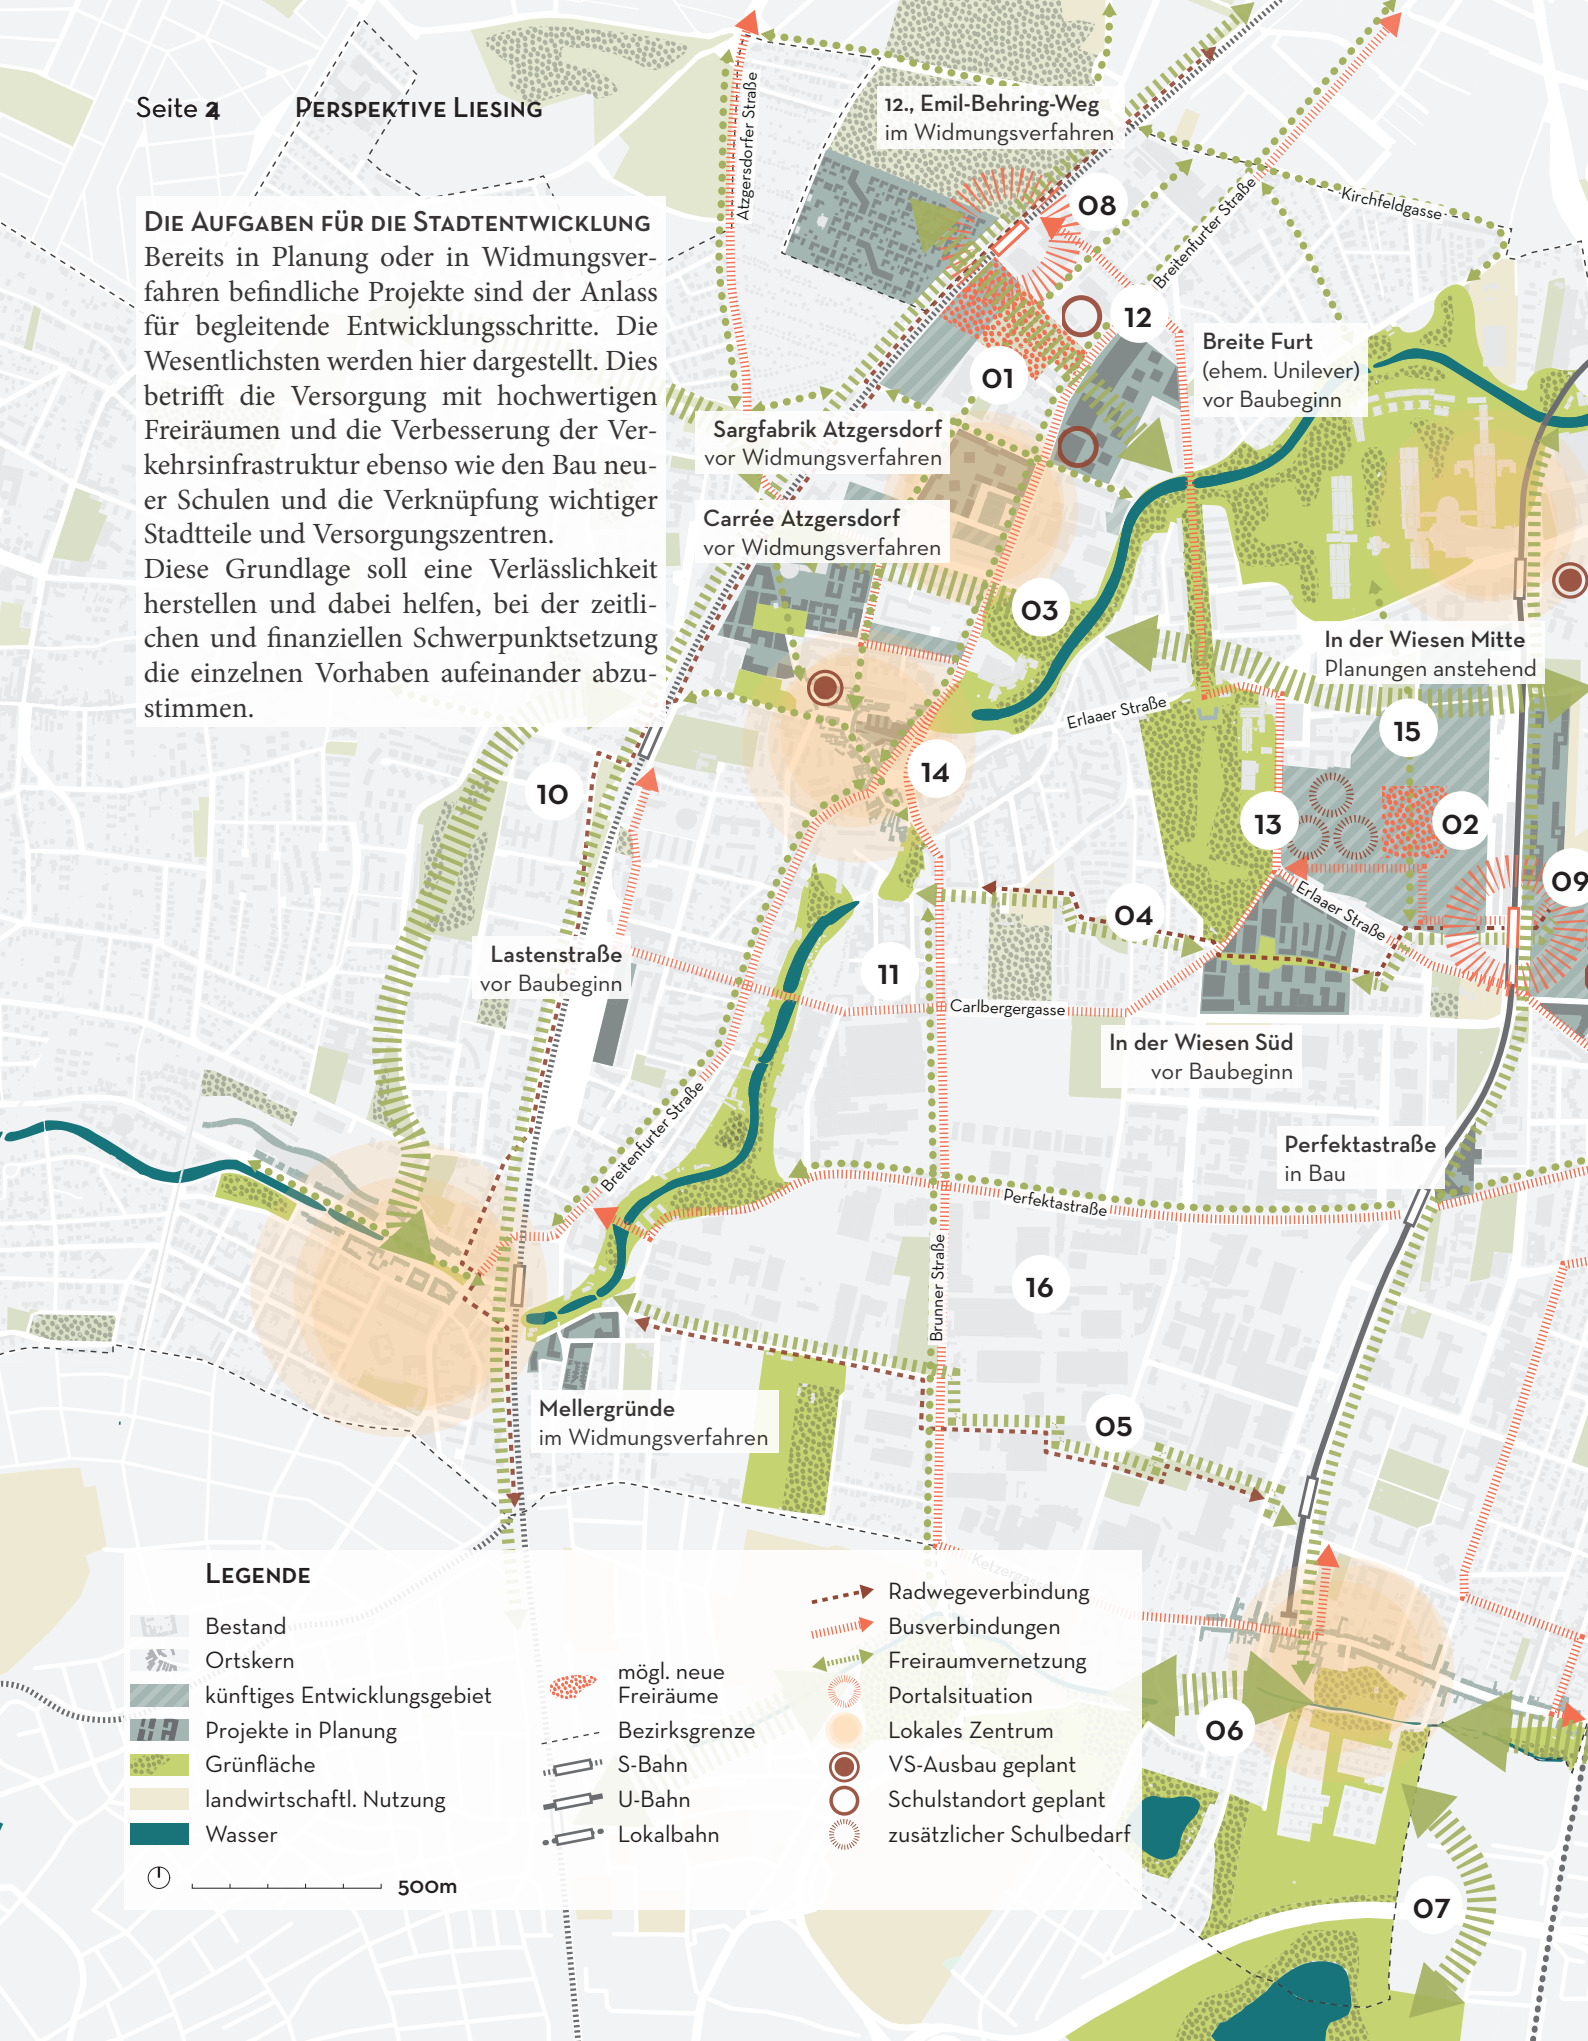 Seite
PERSPEKTIVE LIESING
DIE AUFGABEN FÜR DIE STADTENTWICKLUNG
Bereits in Planung oder in Widmungsver-
fahren befindliche Projekte sind der Anlass
für begleitende Entwicklungsschritte. Die
Wesentlichsten werden hier dargestellt. Dies
betrifft die Versorgung mit hochwertigen
Freiräumen und die Verbesserung der Ver-
kehrsinfrastruktur ebenso wie den Bau neu-
er Schulen und die Verknüpfung wichtiger
Stadtteile und Versorgungszentren.
Diese Grundlage soll eine Verlässlichkeit
herstellen und dabei helfen, bei der zeitli-
chen und finanziellen Schwerpunktsetzung
die einzelnen Vorhaben aufeinander abzu-
stimmen.
Atzgersdorfer Straße
12., Emil-Behring-Weg
im Widmungsverfahren
08
Kirchfeldgasse
Breitenfurter Straße
12
Breite Furt
(ehem. Unilever)
vor Baubeginn
01
Sargfabrik Atzgersdorf
vor Widmungsverfahren
Carrée Atzgersdorf
vor Widmungsverfahren
03
In der Wiesen Mitte
Planungen anstehend
Erlaaer Straße
15
14
10
13
02
09
Erlaaer Straße
04
Lastenstraße
vor Baubeginn
11
Carlbergergasse
In der Wiesen Süd
vor Baubeginn
Breitenfurter Straße
Perfektastraße
in Bau
Perfektastraße
Brunner Straße
16
Mellergründe
im Widmungsverfahren
05
Ketzergasse
06
07
LEGENDE
Bestand
Ortskern
künftiges Entwicklungsgebiet
Projekte in Planung
Grünfläche
landwirtschaftl. Nutzung
Wasser
500m
mögl. neue
Freiräume
Bezirksgrenze
S-Bahn
U-Bahn
Lokalbahn
Radwegeverbindung
Busverbindungen
Freiraumvernetzung
Portalsituation
Lokales Zentrum
VS-Ausbau geplant
Schulstandort geplant
zusätzlicher Schulbedarf